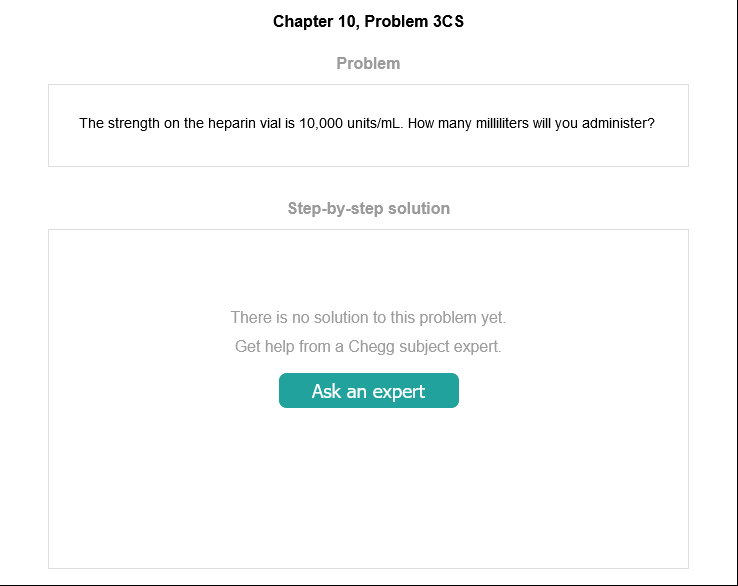 Chapter 10, Problem 3CS
Problem
The strength on the heparin vial is 10,000 units/mL. How many milliliters will you administer?
Step-by-step solution
There is no solution to this problem yet.
Get help from a Chegg subject expert.
Ask an expert